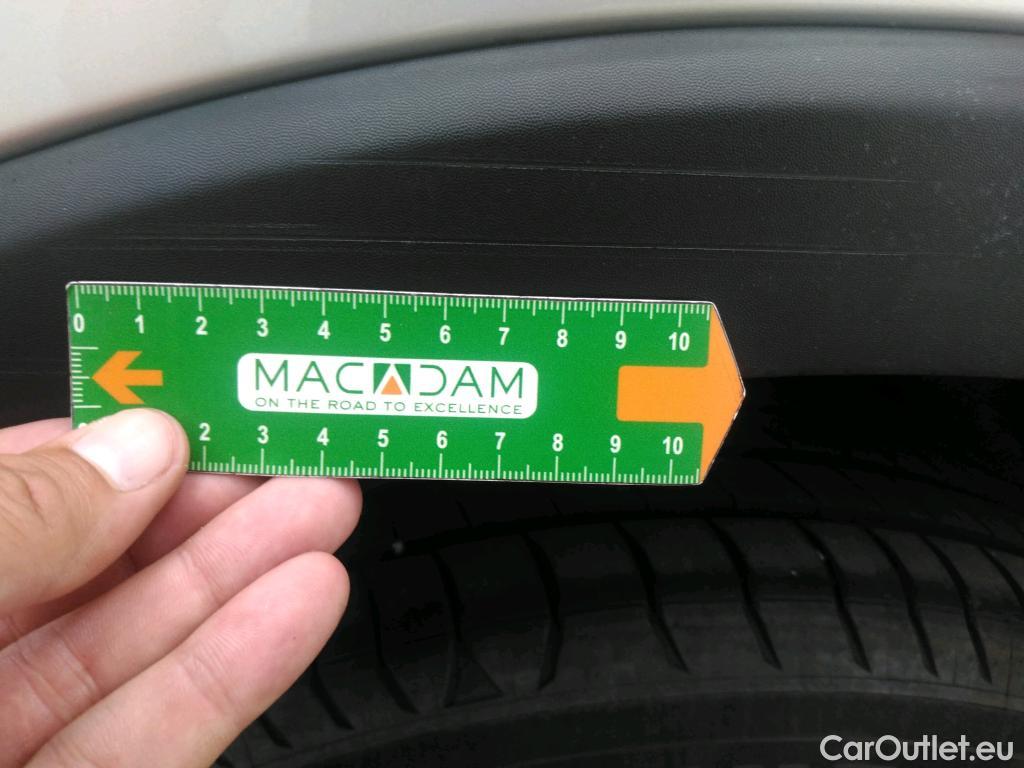 0 1 2 3 4 5 6 7 8 9 10
MACADAM
ON THE ROAD TO EXCELLENCE
2 3 4 5 6 7 8 9 10
CarOutlet.eu